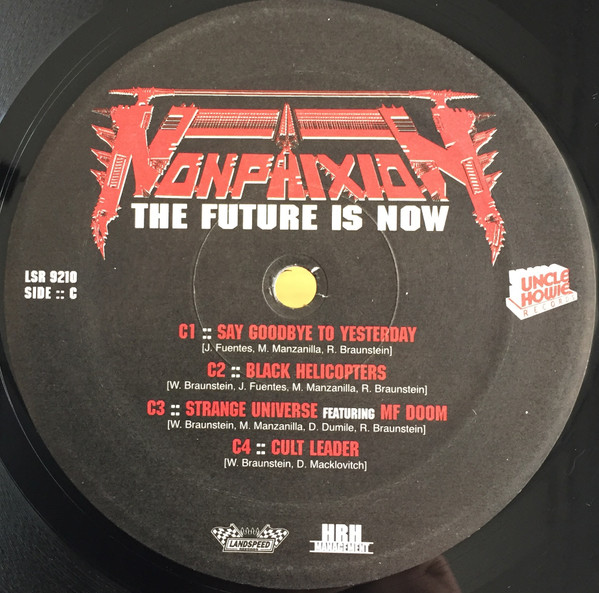 NONPHIXION
THE FUTURE IS NOW
LSR 9210
SIDE :: C
UNCLE
HOWIE
RECORDS
C1 :: SAY GOODBYE TO YESTERDAY
[J. Fuentes, M. Manzanilla, R. Braunstein]
C2 :: BLACK HELICOPTERS
[W. Braunstein, J. Fuentes, M. Manzanilla, R. Braunstein]
C3 :: STRANGE UNIVERSE FEATURING MF DOOM
[W. Braunstein, M. Manzanilla, D. Dumile, R. Braunstein]
C4 :: CULT LEADER
[W. Braunstein, D. Macklovitch]
LANDSPEED
RECORDS
HRH
MANAGEMENT